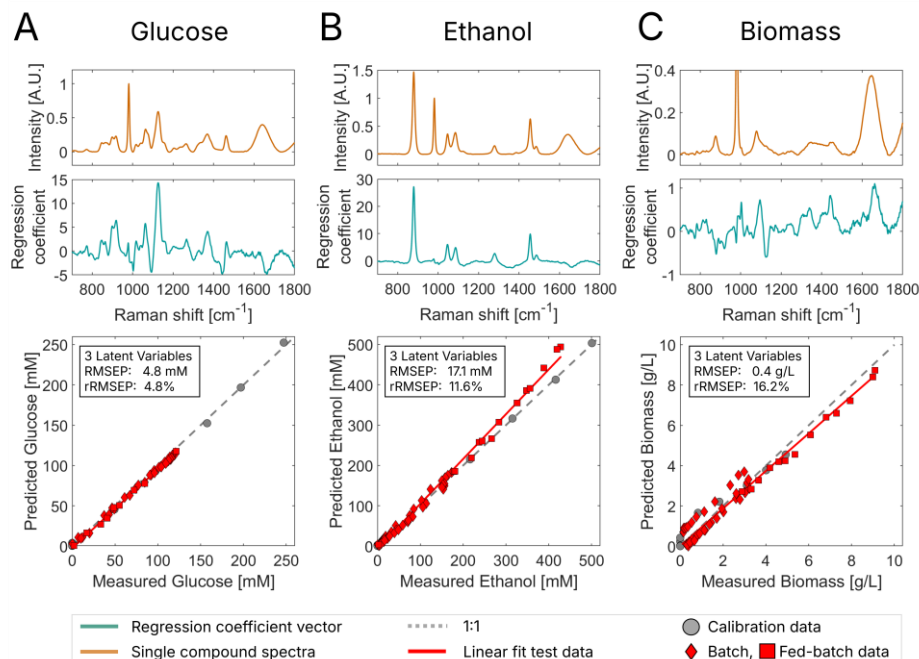 A Glucose
B Ethanol
C Biomass
Intensity [A.U.]
1
0.5
0
Regression
coefficient
15
10
5
0
-5
800 1000 1200 1400 1600 1800
Raman shift [cm⁻¹]
Intensity [A.U.]
1.5
1
0.5
0
Regression
coefficient
30
20
10
0
800 1000 1200 1400 1600 1800
Raman shift [cm⁻¹]
Intensity [A.U.]
0.4
0.2
0
Regression
coefficient
1
0
-1
800 1000 1200 1400 1600 1800
Raman shift [cm⁻¹]
Predicted Glucose [mM]
250
200
150
100
50
0
3 Latent Variables
RMSEP: 4.8 mM
rRMSEP: 4.8%
0 50 100 150 200 250
Measured Glucose [mM]
Predicted Ethanol [mM]
500
400
300
200
100
0
3 Latent Variables
RMSEP: 17.1 mM
rRMSEP: 11.6%
0 100 200 300 400 500
Measured Ethanol [mM]
Predicted Biomass [g/L]
10
8
6
4
2
0
3 Latent Variables
RMSEP: 0.4 g/L
rRMSEP: 16.2%
0 2 4 6 8 10
Measured Biomass [g/L]
Regression coefficient vector
Single compound spectra
1:1
Linear fit test data
Calibration data
Batch, Fed-batch data